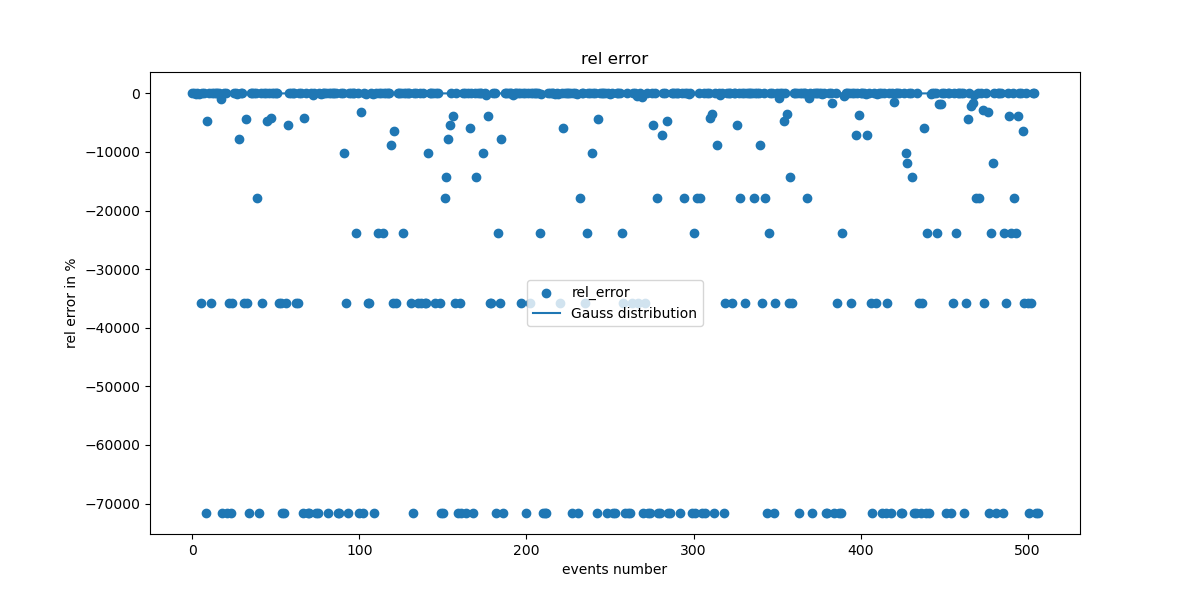 rel error
rel error in %
0
−10000
−20000
−30000
−40000
−50000
−60000
−70000
rel_error
Gauss distribution
0 100 200 300 400 500
events number